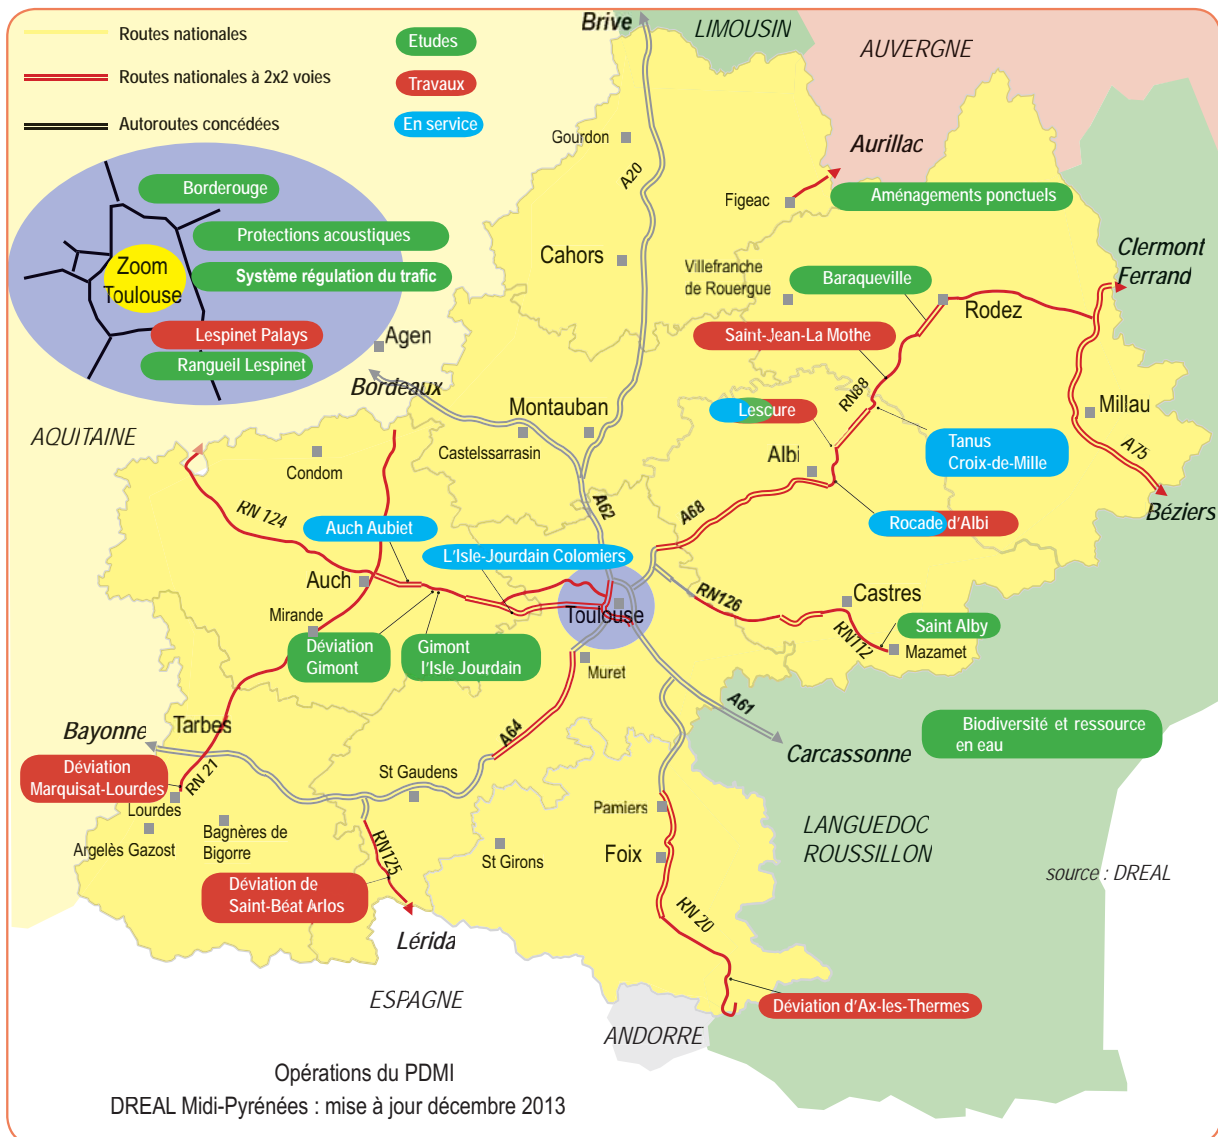 Routes nationales
Routes nationales à 2x2 voies
Autoroutes concédées
Etudes
Travaux
En service
Brive
LIMOUSIN
AUVERGNE
Gourdon
A20
Aurillac
Figeac
Aménagements ponctuels
Borderouge
Protections acoustiques
Système régulation du trafic
Zoom
Toulouse
Lespinet Palays
Rangueil Lespinet
Cahors
Villefranche
de Rouergue
Baraqueville
Clermont
Ferrand
Rodez
Saint-Jean-La Mothe
Agen
Bordeaux
RN88
Montauban
Lescure
Millau
AQUITAINE
Castelssarrasin
Condom
Albi
Tanus
Croix-de-Mille
A75
Béziers
RN 124
A62
A68
Auch Aubiet
Rocade d'Albi
L'Isle-Jourdain Colomiers
Auch
RN126
Castres
Mirande
Toulouse
Saint Alby
RN112
Mazamet
Déviation
Gimont
Gimont
l'Isle Jourdain
Muret
A61
A64
Tarbes
Bayonne
Carcassonne
Biodiversité et ressource
en eau
Déviation
Marquisat-Lourdes
RN 21
St Gaudens
Lourdes
Pamiers
Argelès Gazost
Bagnères de
Bigorre
RN125
St Girons
Foix
LANGUEDOC
ROUSSILLON
source : DREAL
Déviation de
Saint-Béat Arlos
RN 20
Lérida
ESPAGNE
Déviation d'Ax-les-Thermes
ANDORRE
Opérations du PDMI
DREAL Midi-Pyrénées : mise à jour décembre 2013